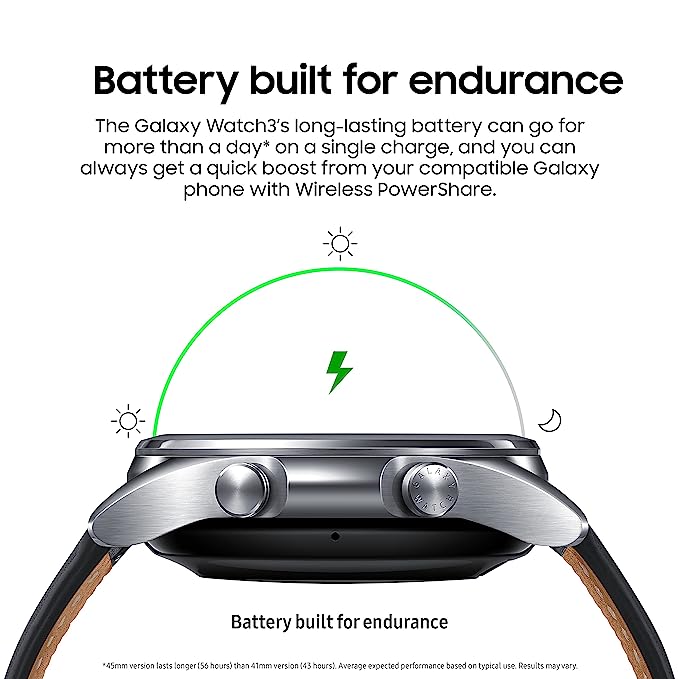 Battery built for endurance
The Galaxy Watch3's long-lasting battery can go for
more than a day* on a single charge, and you can
always get a quick boost from your compatible Galaxy
phone with Wireless PowerShare.
GALAXY
WATCH
Battery built for endurance
*45mm version lasts longer (56 hours) than 41mm version (43 hours). Average expected performance based on typical use. Results may vary.